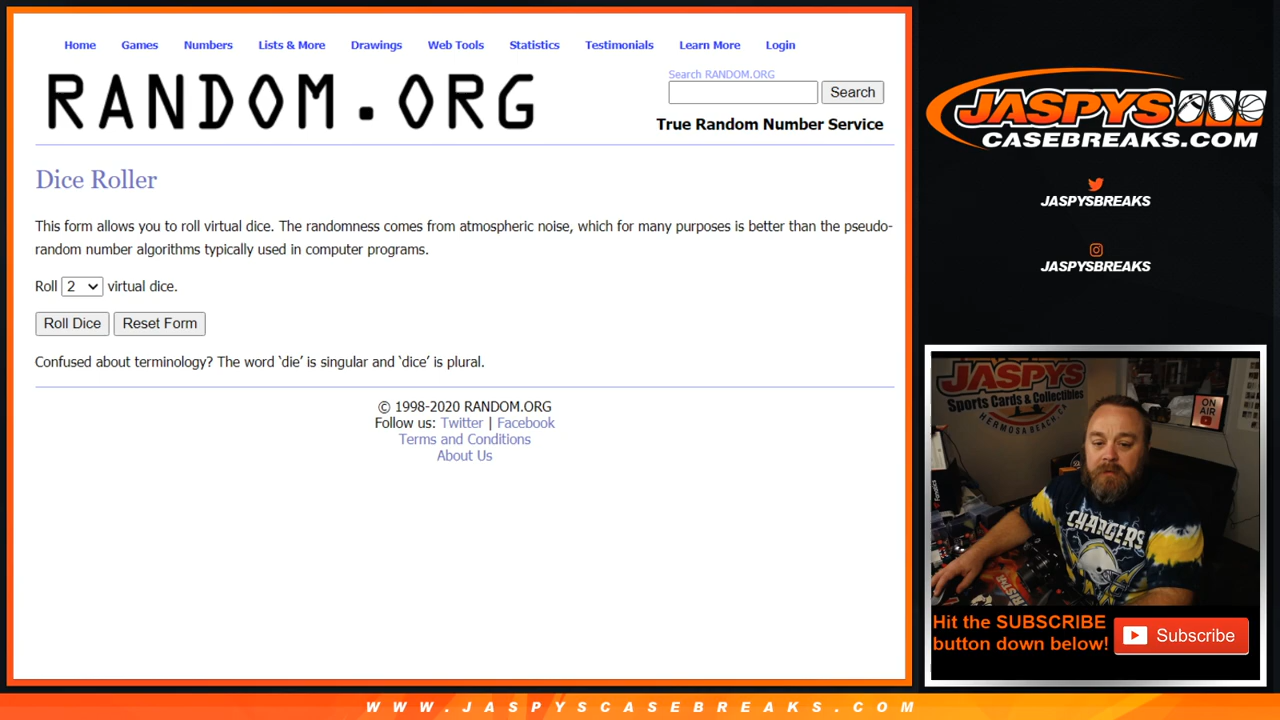 Home Games Numbers Lists & More Drawings Web Tools Statistics Testimonials Learn More Login
RANDOM.ORG
Search RANDOM.ORG
Search
True Random Number Service
Dice Roller
This form allows you to roll virtual dice. The randomness comes from atmospheric noise, which for many purposes is better than the pseudo-
random number algorithms typically used in computer programs.
Roll 2 virtual dice.
Roll Dice Reset Form
Confused about terminology? The word ‘die’ is singular and ‘dice’ is plural.
© 1998-2020 RANDOM.ORG
Follow us: Twitter | Facebook
Terms and Conditions
About Us
JASPYS
CASEBREAKS.COM
JASPYSBREAKS
JASPYSBREAKS
JASPYS
Sports Cards & Collectibles
HERMOSA BEACH, CA
ON
AIR
Fanatics
CHARGERS
Hit the SUBSCRIBE
button down below!
Subscribe
WWW.JASPYSCASEBREAKS.COM